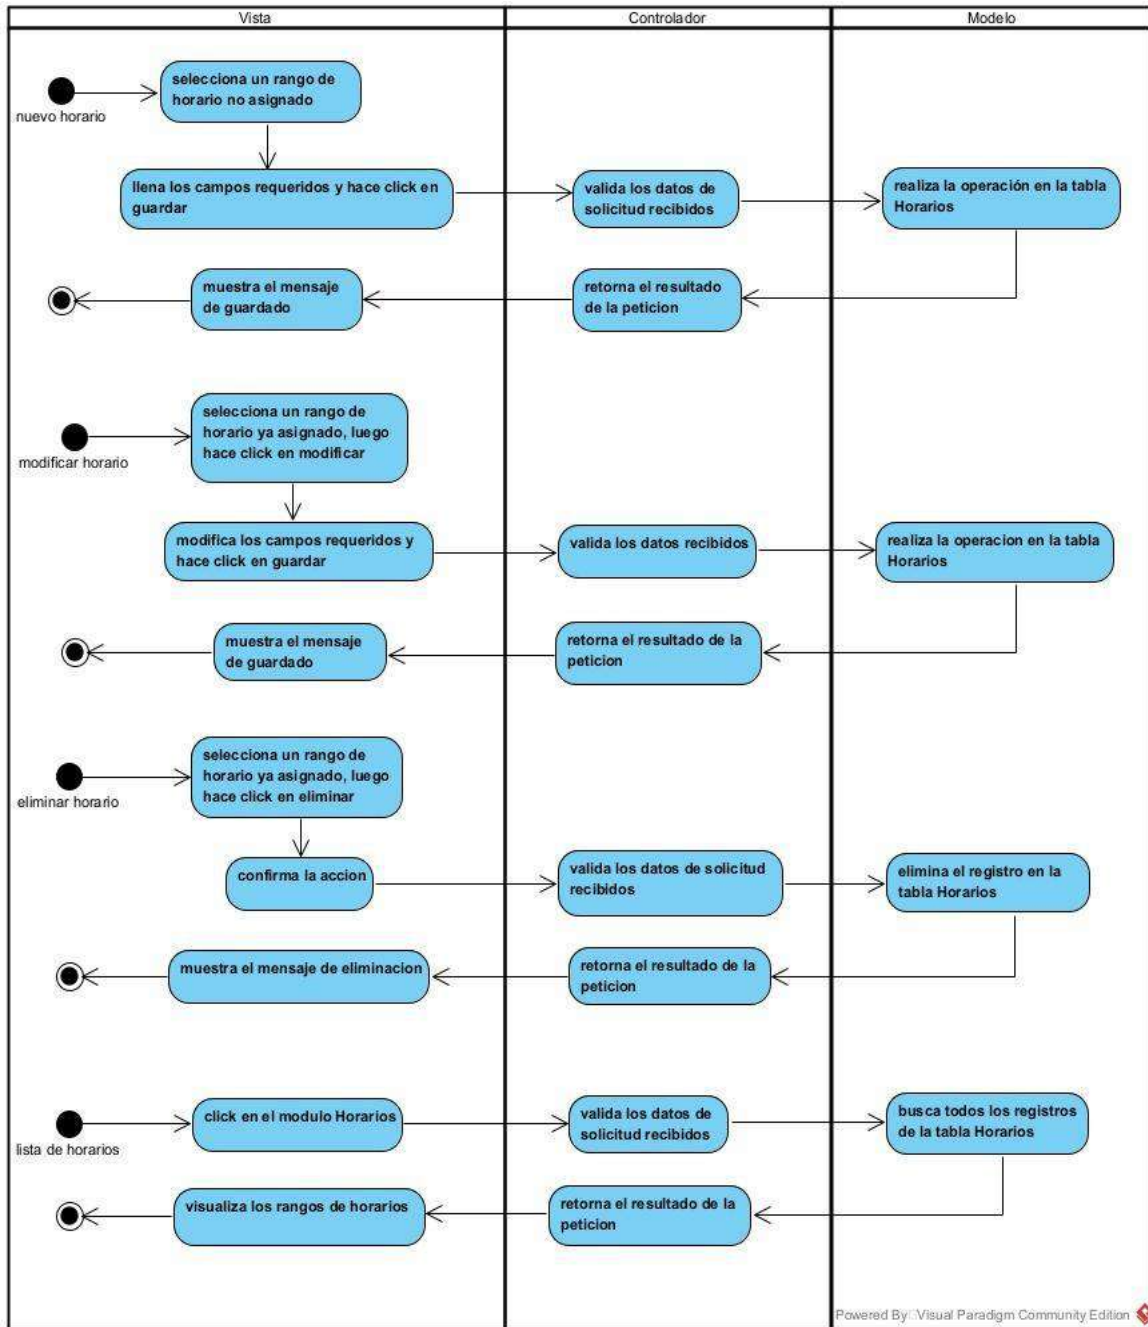 Vista
Controlador
Modelo
nuevo horario
selecciona un rango de
horario no asignado
llena los campos requeridos y hace click en
guardar
valida los datos de
solicitud recibidos
realiza la operación en la tabla
Horarios
muestra el mensaje
de guardado
retorna el resultado
de la peticion
modificar horario
selecciona un rango de
horario ya asignado, luego
hace click en modificar
modifica los campos requeridos y
hace click en guardar
valida los datos recibidos
realiza la operacion en la tabla
Horarios
muestra el mensaje
de guardado
retorna el resultado de la
peticion
eliminar horario
selecciona un rango de
horario ya asignado, luego
hace click en eliminar
confirma la accion
valida los datos de solicitud
recibidos
elimina el registro en la
tabla Horarios
muestra el mensaje de eliminacion
retorna el resultado de la
peticion
lista de horarios
click en el modulo Horarios
valida los datos de
solicitud recibidos
busca todos los registros
de la tabla Horarios
visualiza los rangos de horarios
retorna el resultado de la
peticion
Powered By Visual Paradigm Community Edition